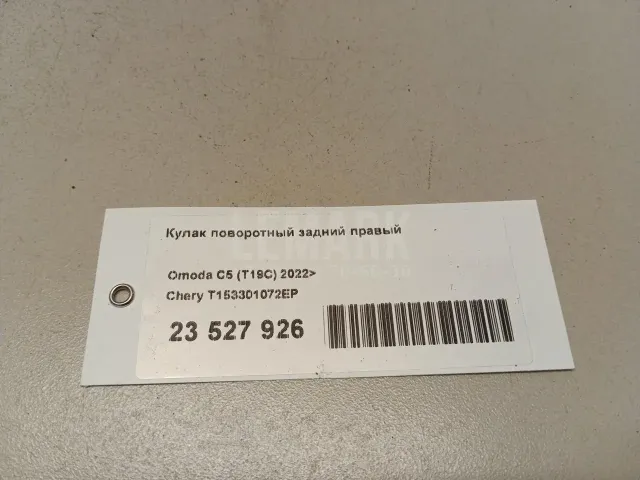 Кулак поворотный задний правый
Omoda C5 (T19C) 2022>
Chery T153301072EP
23 527 926